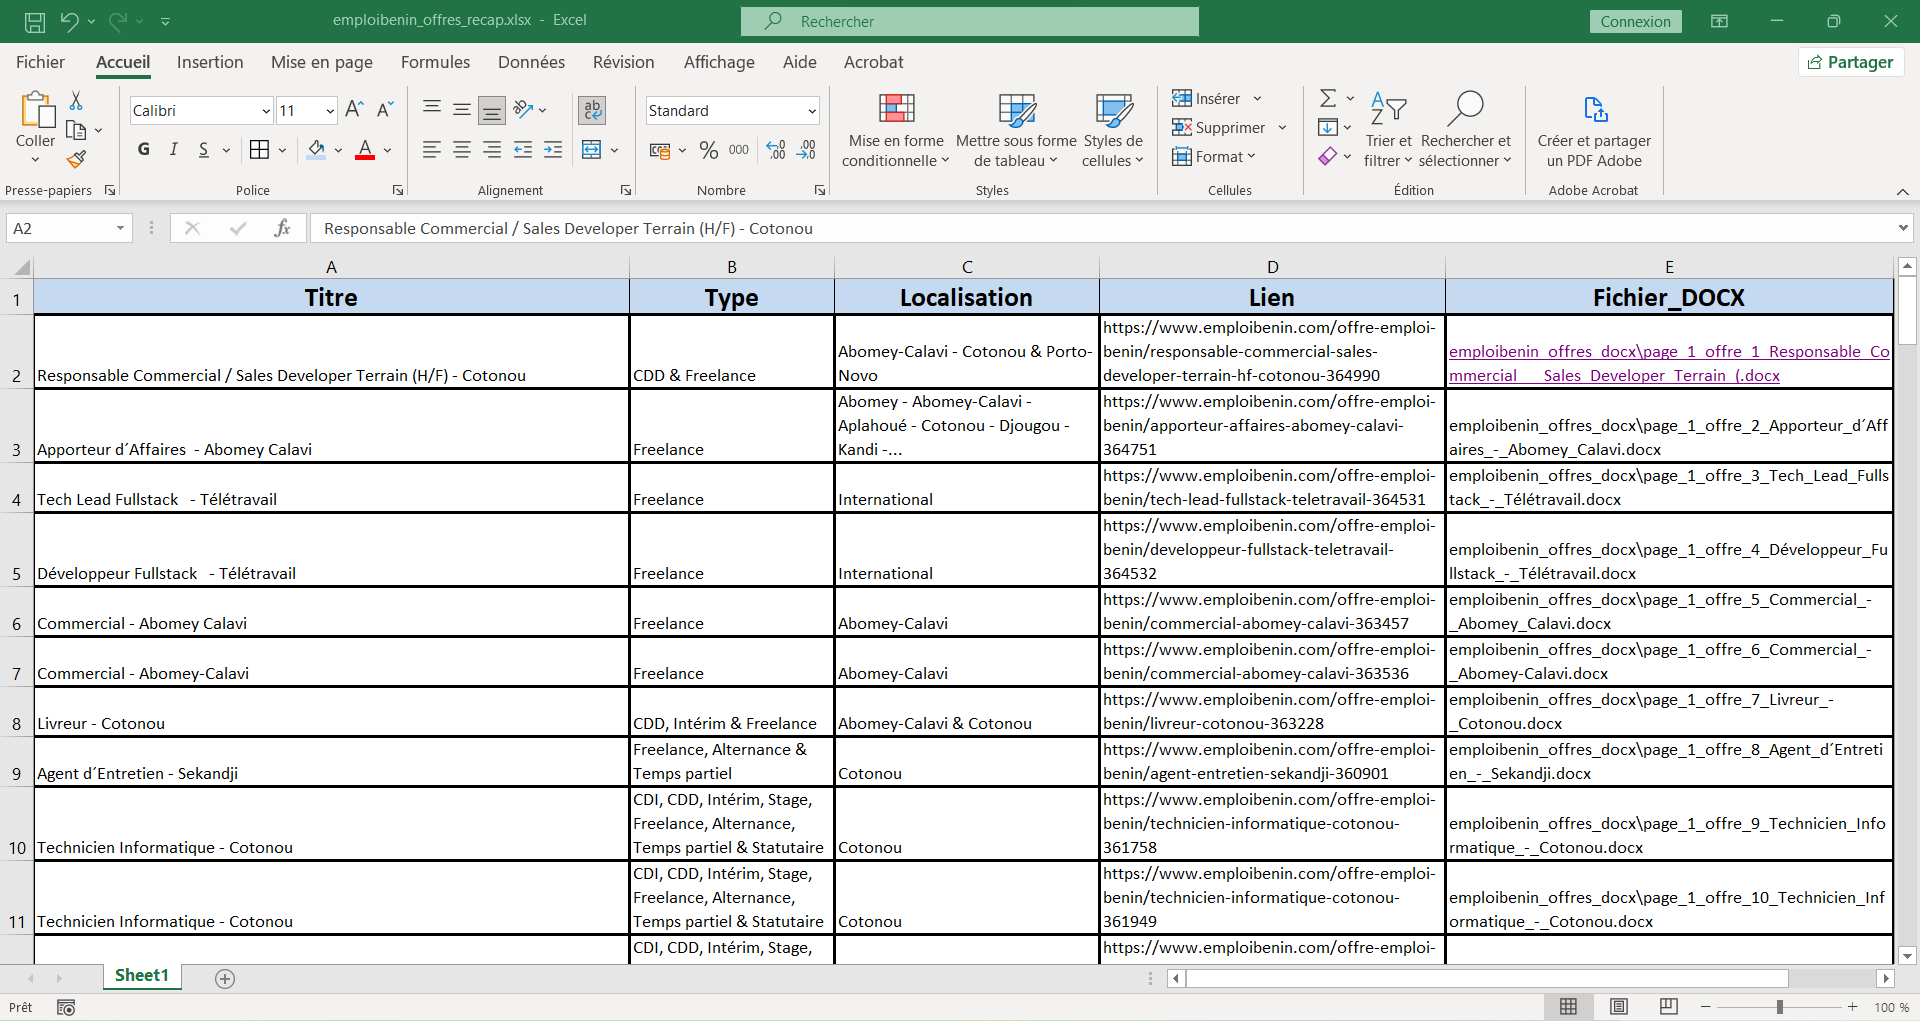 emploibenin_offres_recap.xlsx - Excel
Rechercher
Connexion
Fichier
Accueil
Insertion
Mise en page
Formules
Données
Révision
Affichage
Aide
Acrobat
Partager
Coller
Presse-papiers
Calibri
11
G I S
Police
Alignement
Standard
% 000
Nombre
Mise en forme
conditionnelle
Mettre sous forme
de tableau
Styles de
cellules
Styles
Insérer
Supprimer
Format
Cellules
Trier et
filtrer
Rechercher et
sélectionner
Édition
Créer et partager
un PDF Adobe
Adobe Acrobat
A2
fx
Responsable Commercial / Sales Developer Terrain (H/F) - Cotonou
A B C D E
1
Titre
Type
Localisation
Lien
Fichier_DOCX
2
Responsable Commercial / Sales Developer Terrain (H/F) - Cotonou
CDD & Freelance
Abomey-Calavi - Cotonou & Porto-
Novo
https://www.emploibenin.com/offre-emploi-
benin/responsable-commercial-sales-
developer-terrain-hf-cotonou-364990
emploibenin_offres_docx\page_1_offre_1_Responsable_Co
mmercial___Sales_Developer_Terrain_(.docx
3
Apporteur d´Affaires  - Abomey Calavi
Freelance
Abomey - Abomey-Calavi -
Aplahoué - Cotonou - Djougou -
Kandi -...
https://www.emploibenin.com/offre-emploi-
benin/apporteur-affaires-abomey-calavi-
364751
emploibenin_offres_docx\page_1_offre_2_Apporteur_d´Aff
aires_-_Abomey_Calavi.docx
4
Tech Lead Fullstack   - Télétravail
Freelance
International
https://www.emploibenin.com/offre-emploi-
benin/tech-lead-fullstack-teletravail-364531
emploibenin_offres_docx\page_1_offre_3_Tech_Lead_Fulls
tack_-_Télétravail.docx
5
Développeur Fullstack   - Télétravail
Freelance
International
https://www.emploibenin.com/offre-emploi-
benin/developpeur-fullstack-teletravail-
364532
emploibenin_offres_docx\page_1_offre_4_Développeur_Fu
llstack_-_Télétravail.docx
6
Commercial - Abomey Calavi
Freelance
Abomey-Calavi
https://www.emploibenin.com/offre-emploi-
benin/commercial-abomey-calavi-363457
emploibenin_offres_docx\page_1_offre_5_Commercial_-
_Abomey_Calavi.docx
7
Commercial - Abomey-Calavi
Freelance
Abomey-Calavi
https://www.emploibenin.com/offre-emploi-
benin/commercial-abomey-calavi-363536
emploibenin_offres_docx\page_1_offre_6_Commercial_-
_Abomey-Calavi.docx
8
Livreur - Cotonou
CDD, Intérim & Freelance
Abomey-Calavi & Cotonou
https://www.emploibenin.com/offre-emploi-
benin/livreur-cotonou-363228
emploibenin_offres_docx\page_1_offre_7_Livreur_-
_Cotonou.docx
9
Agent d´Entretien - Sekandji
Freelance, Alternance &
Temps partiel
Cotonou
https://www.emploibenin.com/offre-emploi-
benin/agent-entretien-sekandji-360901
emploibenin_offres_docx\page_1_offre_8_Agent_d´Entreti
en_-_Sekandji.docx
10
Technicien Informatique - Cotonou
CDI, CDD, Intérim, Stage,
Freelance, Alternance,
Temps partiel & Statutaire
Cotonou
https://www.emploibenin.com/offre-emploi-
benin/technicien-informatique-cotonou-
361758
emploibenin_offres_docx\page_1_offre_9_Technicien_Info
rmatique_-_Cotonou.docx
11
Technicien Informatique - Cotonou
CDI, CDD, Intérim, Stage,
Freelance, Alternance,
Temps partiel & Statutaire
Cotonou
https://www.emploibenin.com/offre-emploi-
benin/technicien-informatique-cotonou-
361949
emploibenin_offres_docx\page_1_offre_10_Technicien_Inf
ormatique_-_Cotonou.docx
CDI, CDD, Intérim, Stage,
https://www.emploibenin.com/offre-emploi-
Sheet1
Prêt
100 %